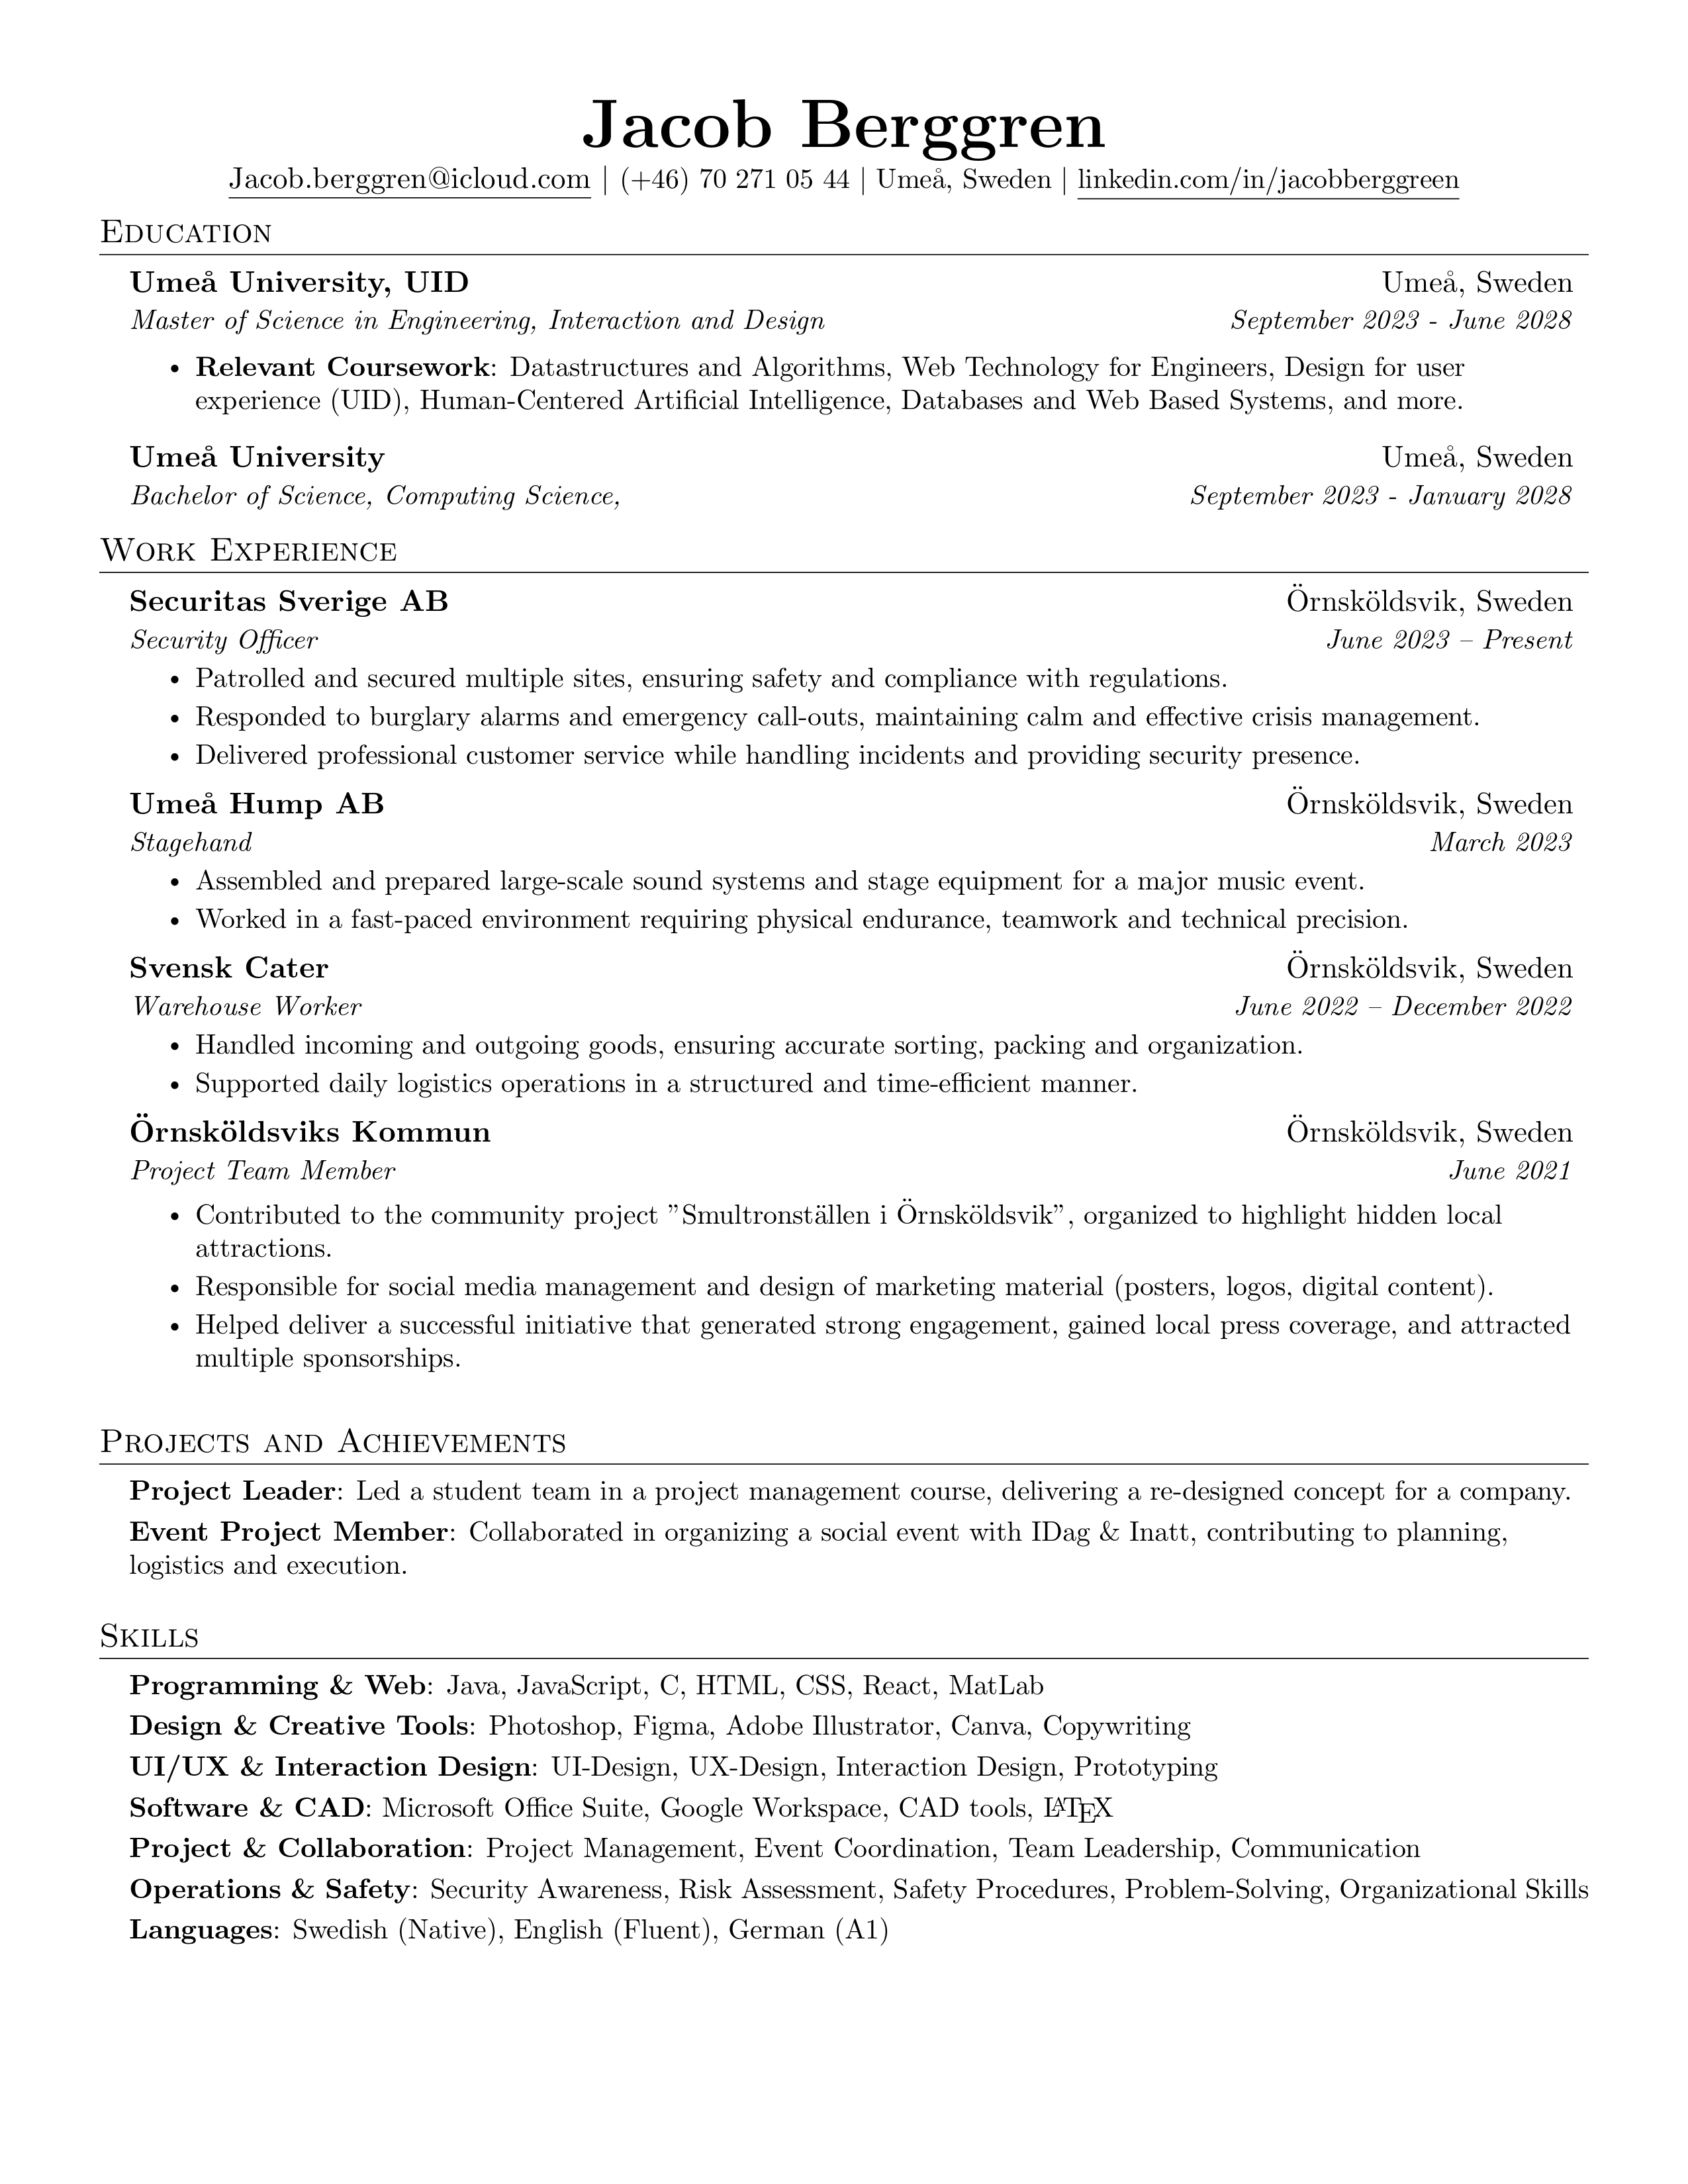 Jacob Berggren
Jacob.berggren@icloud.com | (+46) 70 271 05 44 | Umeå, Sweden | linkedin.com/in/jacobberggreen
Education
Umeå University, UID Umeå, Sweden
Master of Science in Engineering, Interaction and Design September 2023 - June 2028
• Relevant Coursework: Datastructures and Algorithms, Web Technology for Engineers, Design for user
experience (UID), Human-Centered Artificial Intelligence, Databases and Web Based Systems, and more.
Umeå University Umeå, Sweden
Bachelor of Science, Computing Science, September 2023 - January 2028
Work Experience
Securitas Sverige AB Örnsköldsvik, Sweden
Security Officer June 2023 – Present
• Patrolled and secured multiple sites, ensuring safety and compliance with regulations.
• Responded to burglary alarms and emergency call-outs, maintaining calm and effective crisis management.
• Delivered professional customer service while handling incidents and providing security presence.
Umeå Hump AB Örnsköldsvik, Sweden
Stagehand March 2023
• Assembled and prepared large-scale sound systems and stage equipment for a major music event.
• Worked in a fast-paced environment requiring physical endurance, teamwork and technical precision.
Svensk Cater Örnsköldsvik, Sweden
Warehouse Worker June 2022 – December 2022
• Handled incoming and outgoing goods, ensuring accurate sorting, packing and organization.
• Supported daily logistics operations in a structured and time-efficient manner.
Örnsköldsviks Kommun Örnsköldsvik, Sweden
Project Team Member June 2021
• Contributed to the community project ”Smultronställen i Örnsköldsvik”, organized to highlight hidden local
attractions.
• Responsible for social media management and design of marketing material (posters, logos, digital content).
• Helped deliver a successful initiative that generated strong engagement, gained local press coverage, and attracted
multiple sponsorships.
Projects and Achievements
Project Leader: Led a student team in a project management course, delivering a re-designed concept for a company.
Event Project Member: Collaborated in organizing a social event with IDag & Inatt, contributing to planning,
logistics and execution.
Skills
Programming & Web: Java, JavaScript, C, HTML, CSS, React, MatLab
Design & Creative Tools: Photoshop, Figma, Adobe Illustrator, Canva, Copywriting
UI/UX & Interaction Design: UI-Design, UX-Design, Interaction Design, Prototyping
Software & CAD: Microsoft Office Suite, Google Workspace, CAD tools, LATEX
Project & Collaboration: Project Management, Event Coordination, Team Leadership, Communication
Operations & Safety: Security Awareness, Risk Assessment, Safety Procedures, Problem-Solving, Organizational Skills
Languages: Swedish (Native), English (Fluent), German (A1)